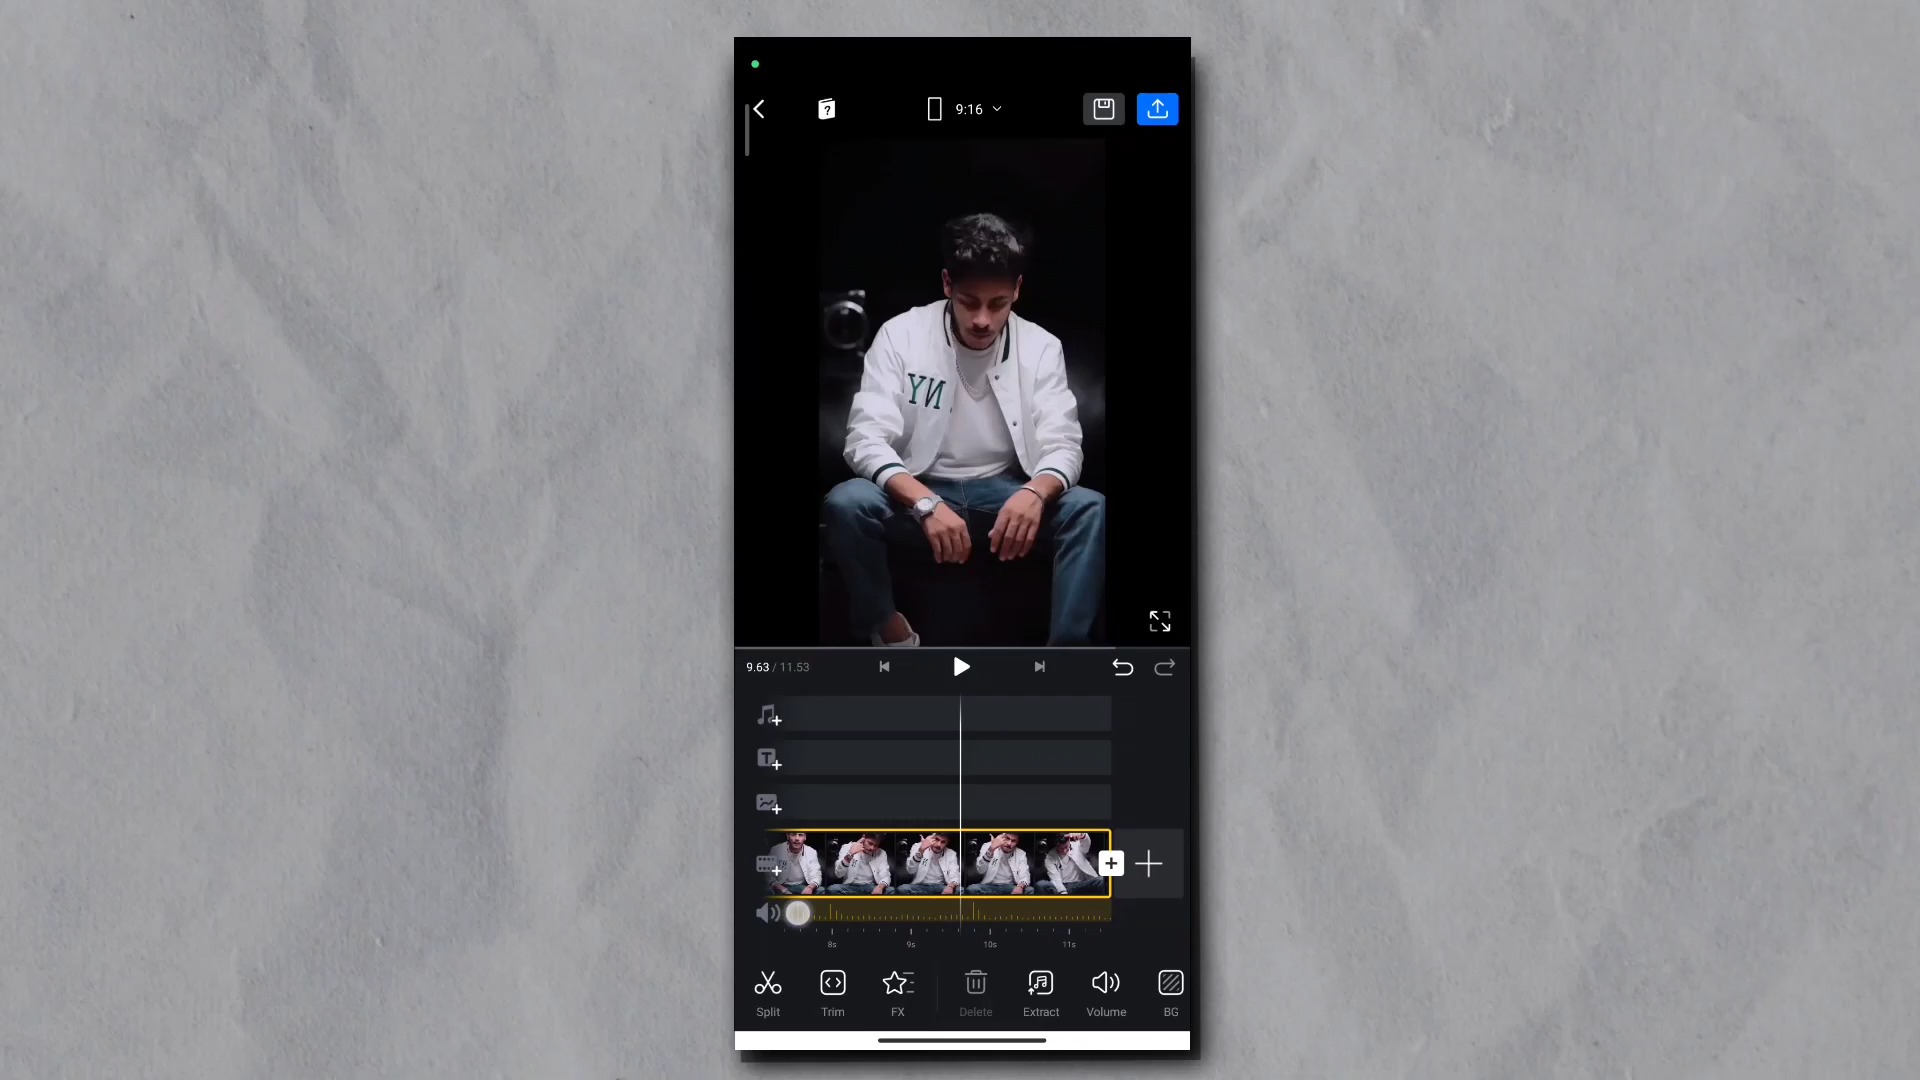 ?
9:16
YN
9.63 / 11.53
T
8s 9s 10s 11s
Split Trim FX Delete Extract Volume BG